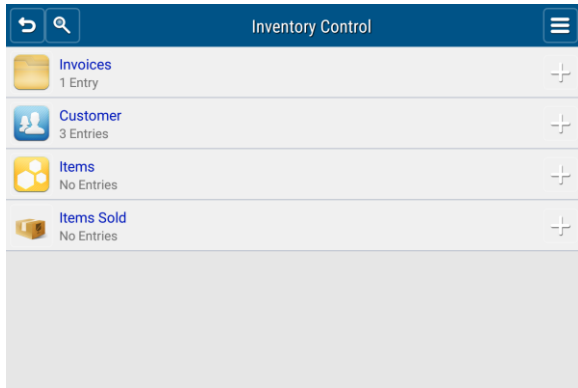 Inventory Control
Invoices
1 Entry
Customer
3 Entries
Items
No Entries
Items Sold
No Entries